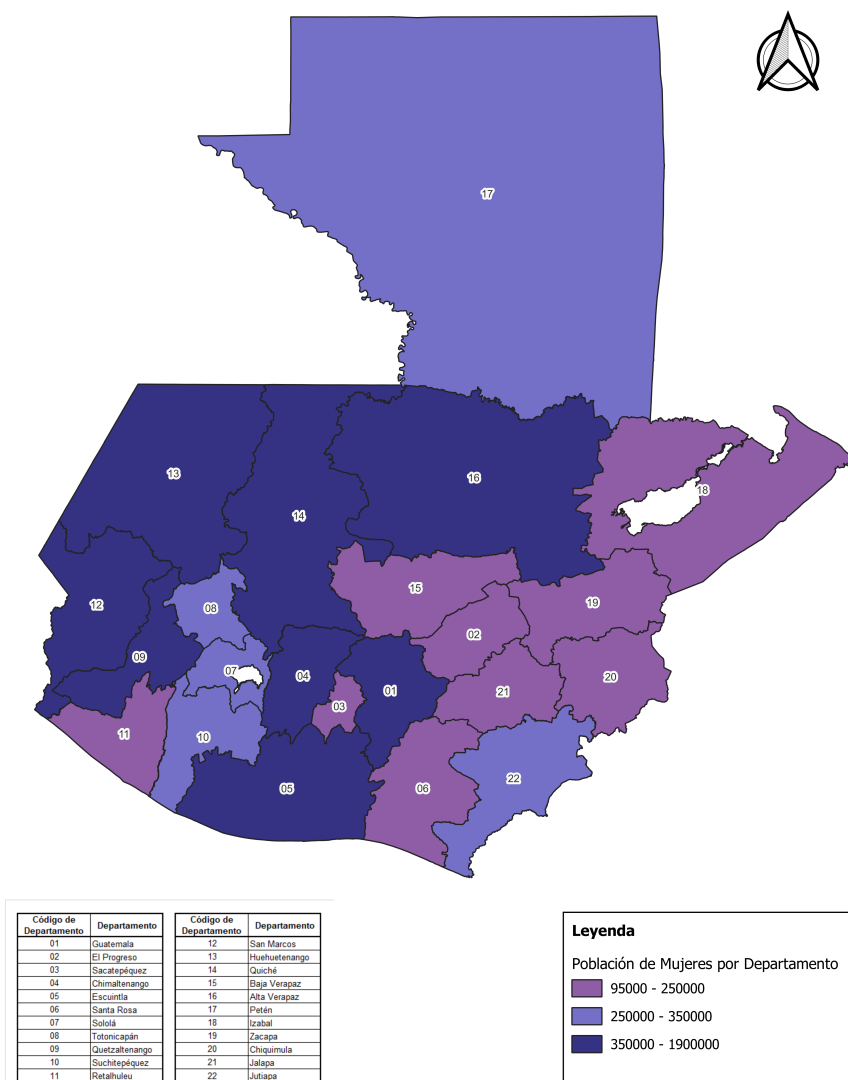 17
13
16
18
14
15
19
12
08
02
09
07
04
20
01
21
03
11
10
22
05
06
Código de Departamento Departamento Código de Departamento Departamento
01 Guatemala 12 San Marcos
02 El Progreso 13 Huehuetenango
03 Sacatepéquez 14 Quiché
04 Chimaltenango 15 Baja Verapaz
05 Escuintla 16 Alta Verapaz
06 Santa Rosa 17 Petén
07 Sololá 18 Izabal
08 Totonicapán 19 Zacapa
09 Quetzaltenango 20 Chiquimula
10 Suchitepéquez 21 Jalapa
11 Retalhuleu 22 Jutiapa
Leyenda
Población de Mujeres por Departamento
95000 - 250000
250000 - 350000
350000 - 1900000